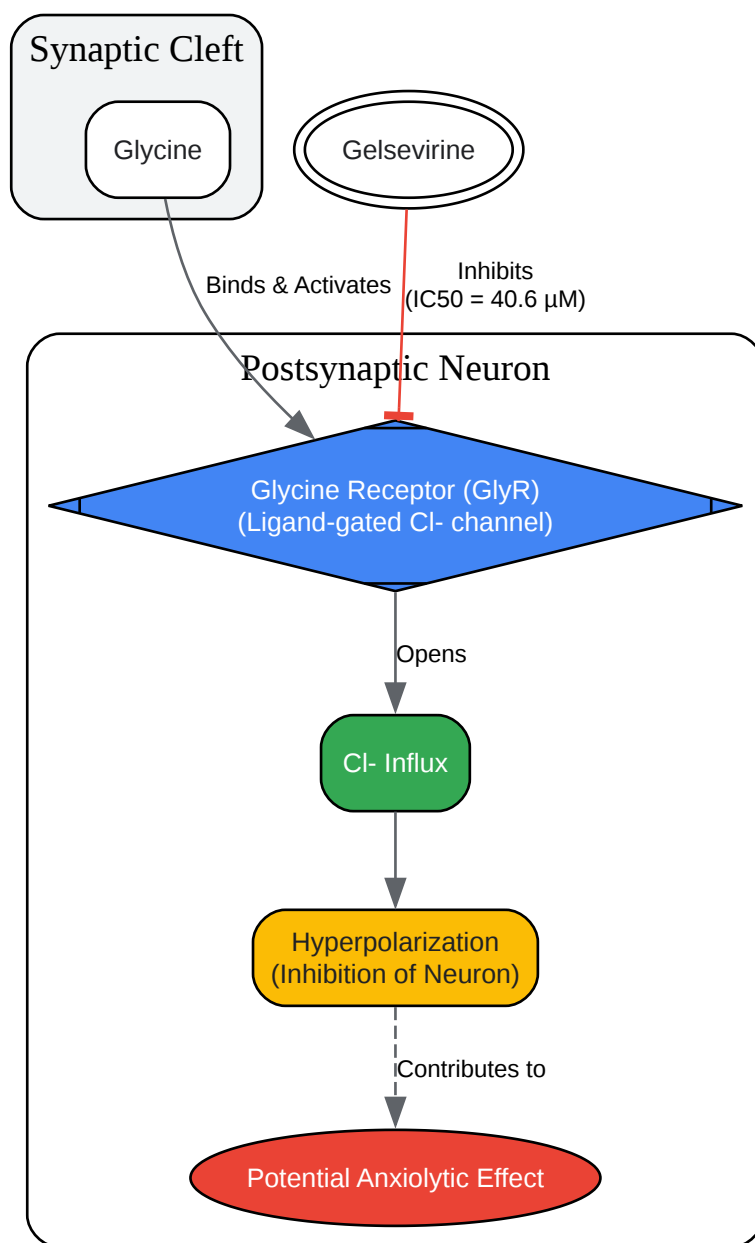 Synaptic Cleft
Glycine
Gelsevirine
Binds & Activates
Inhibits
(IC50 = 40.6 µM)
Postsynaptic Neuron
Glycine Receptor (GlyR)
(Ligand-gated Cl- channel)
Opens
Cl- Influx
Hyperpolarization
(Inhibition of Neuron)
Contributes to
Potential Anxiolytic Effect